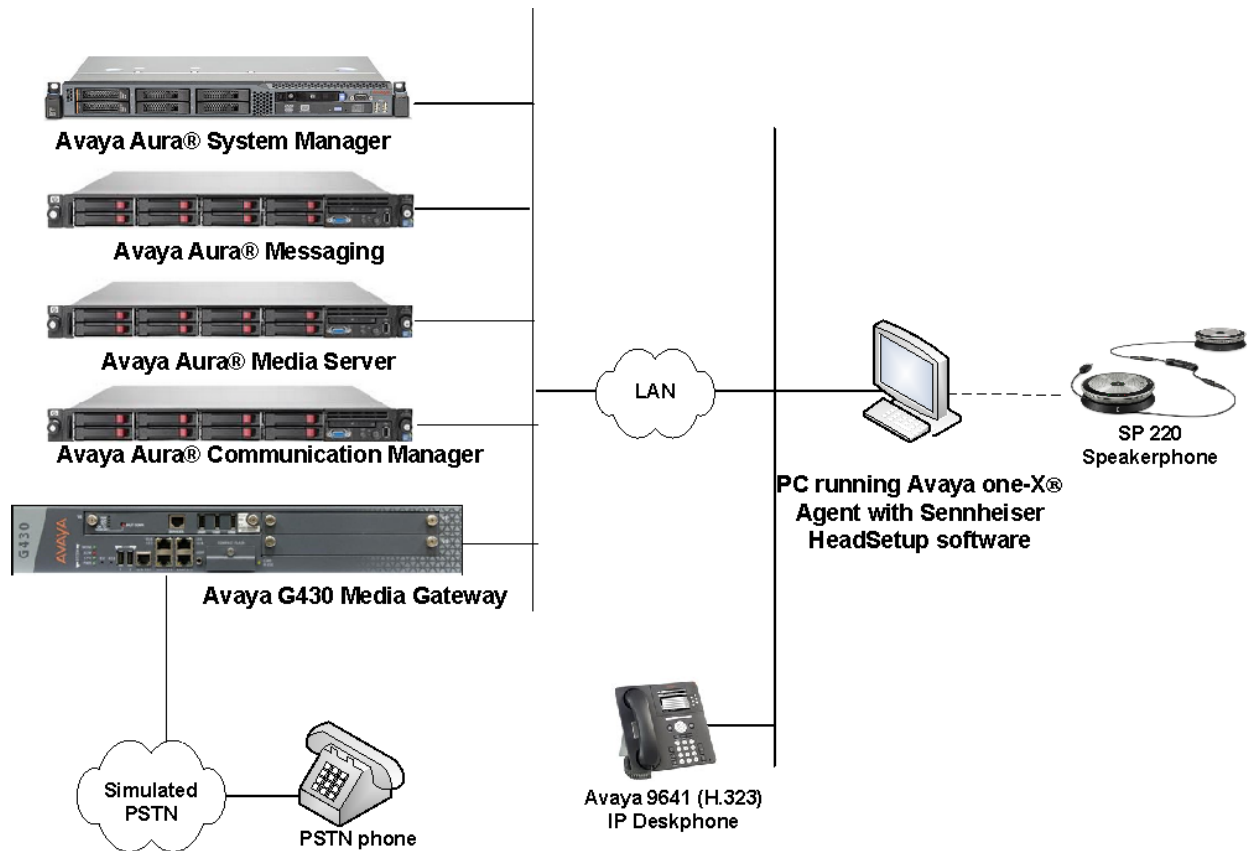 Avaya Aura® System Manager
Avaya Aura® Messaging
Avaya Aura® Media Server
Avaya Aura® Communication Manager
G430
AVAYA
Avaya G430 Media Gateway
LAN
PC running Avaya one-X®
Agent with Sennheiser
HeadSetup software
SP 220
Speakerphone
Simulated
PSTN
PSTN phone
Avaya 9641 (H.323)
IP Deskphone